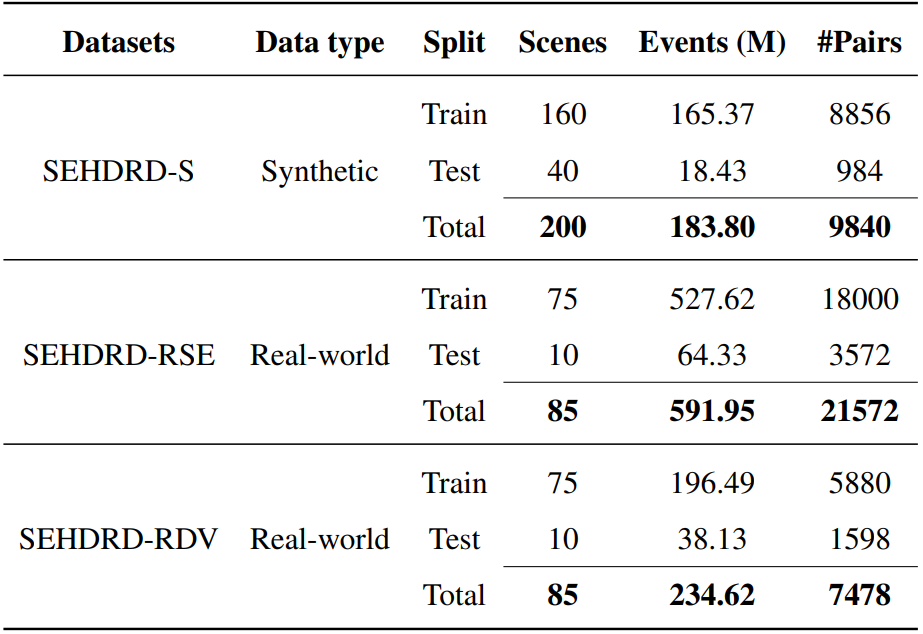 Datasets Data type Split Scenes Events (M) #Pairs
Train 160 165.37 8856
SEHDRD-S Synthetic Test 40 18.43 984
Total 200 183.80 9840
Train 75 527.62 18000
SEHDRD-RSE Real-world Test 10 64.33 3572
Total 85 591.95 21572
Train 75 196.49 5880
SEHDRD-RDV Real-world Test 10 38.13 1598
Total 85 234.62 7478